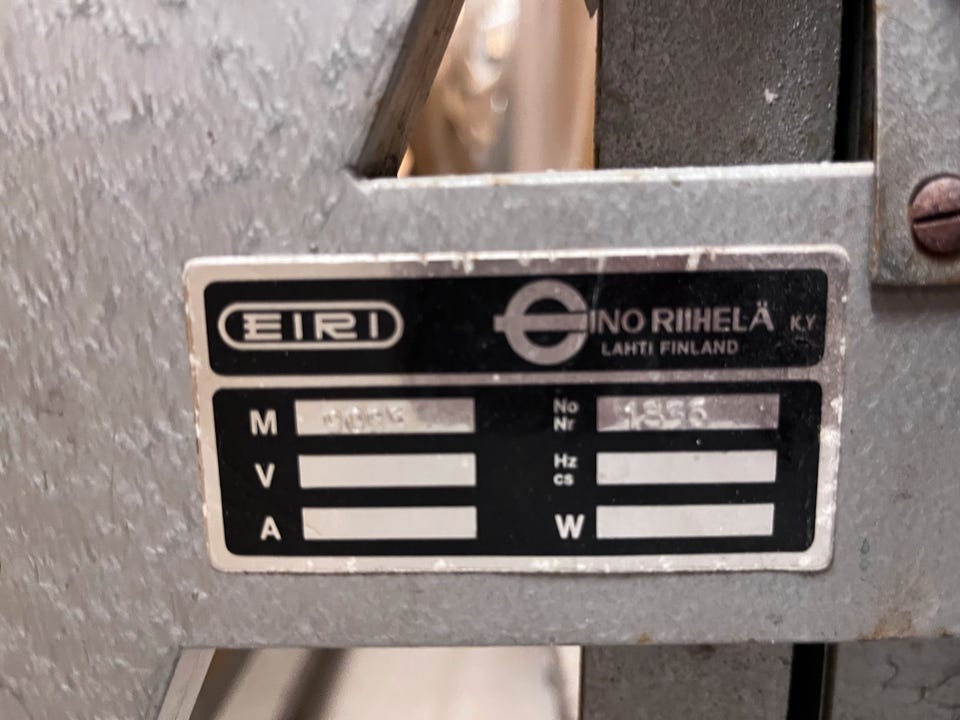 EIRI
EINO RIIHELÄ K.Y
LAHTI FINLAND
M
No
Nr
V
Hz
cs
A
W